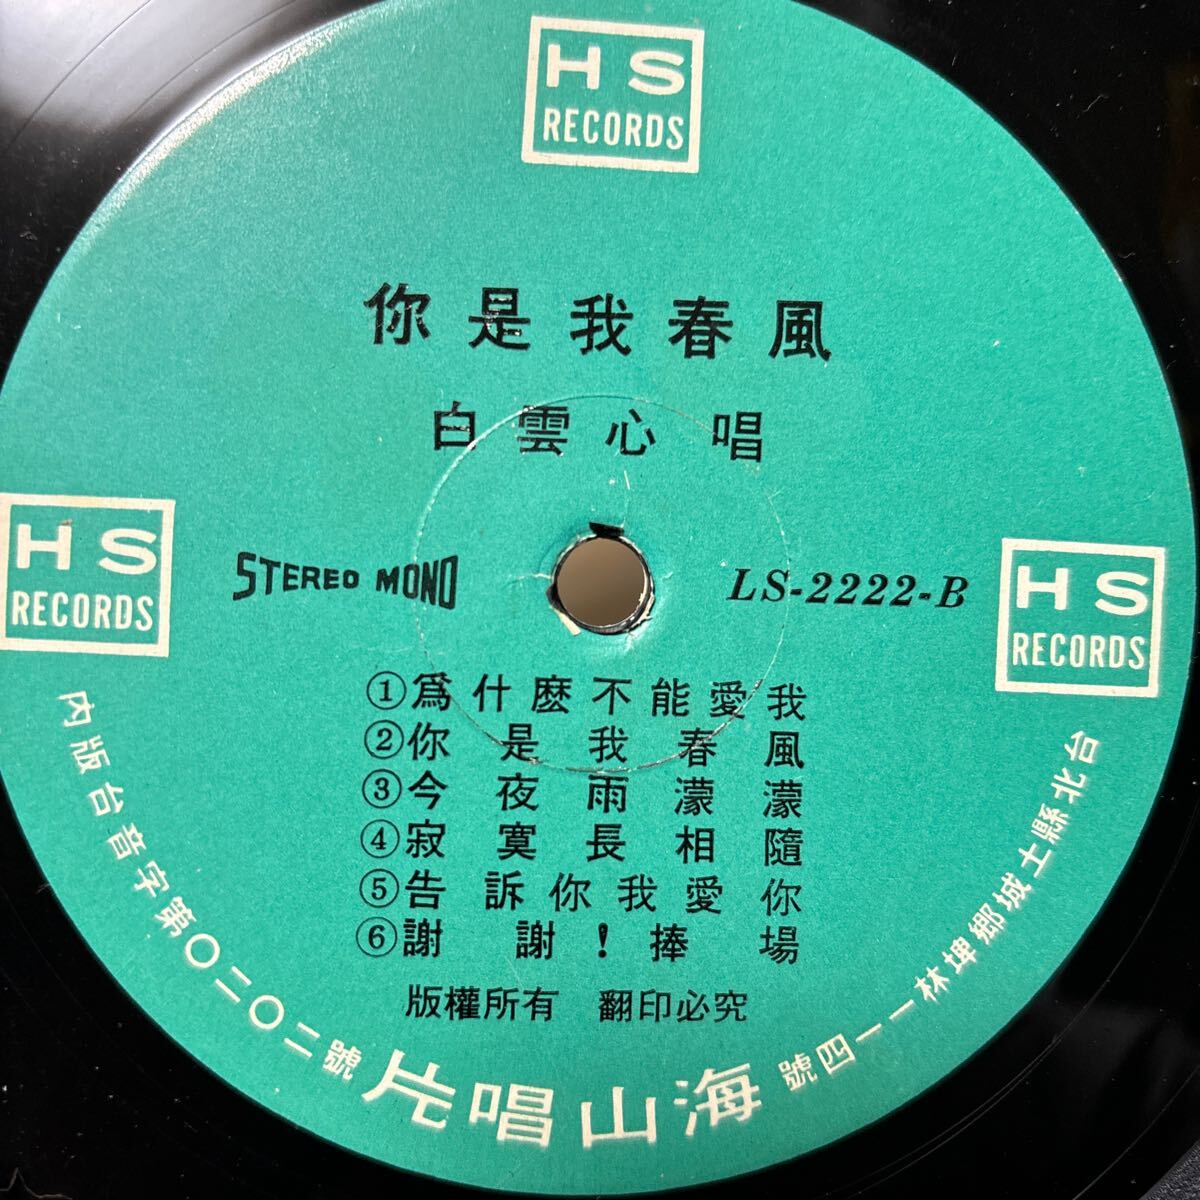 HS
RECORDS
你是我春風
白雲心 唱
HS
RECORDS
STEREO MONO
LS-2222-B
HS
RECORDS
①爲什麽不能愛我
②你是我春風
③今夜雨濛濛
④寂寞長相隨
⑤告訴你我愛你
⑥謝謝！捧場
版權所有 翻印必究
內版台音字第〇二〇二號
海山唱片
台北縣土城鄉埤林一一四號